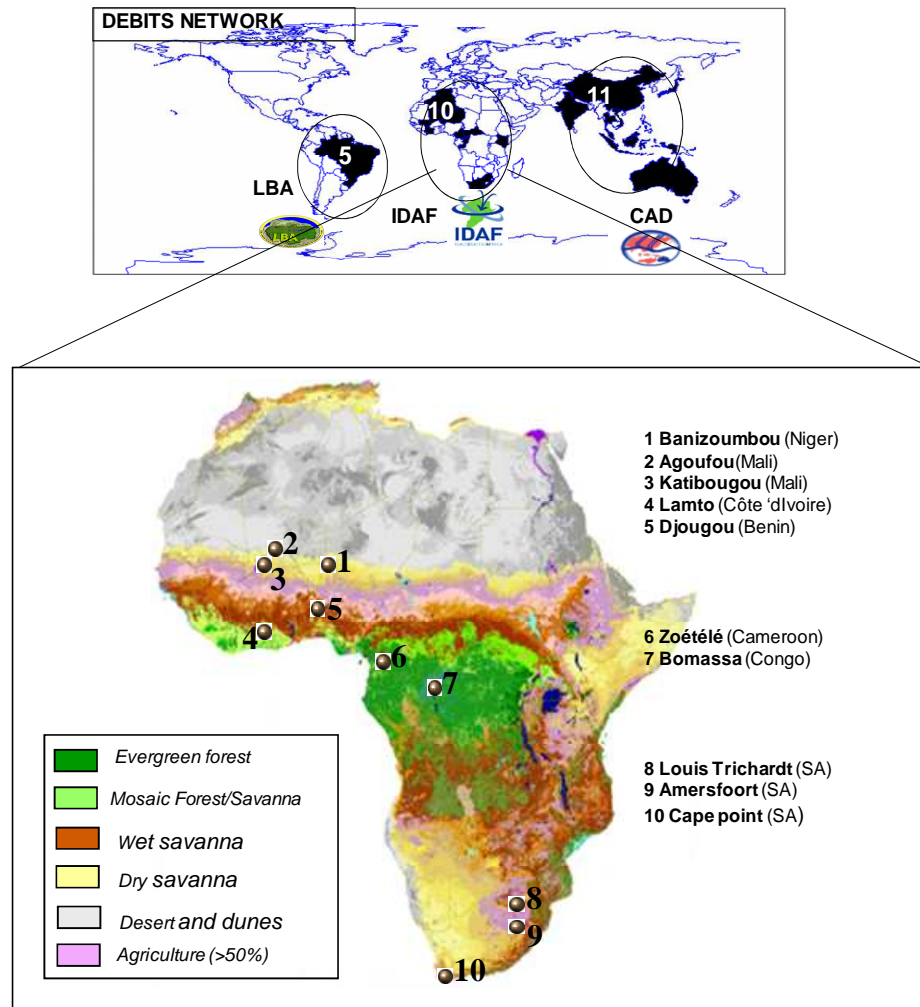 DEBITS NETWORK
10
11
5
LBA
IDAF
CAD
LBA
IDAF
1 Banizoumbou (Niger)
2 Agoufou(Mali)
3 Katibougou (Mali)
4 Lamto (Côte ‘dIvoire)
5 Djougou (Benin)
2
3
1
5
4
6 Zoétélé (Cameroon)
7 Bomassa (Congo)
6
7
Evergreen forest
Mosaic Forest/Savanna
Wet savanna
Dry savanna
Desert and dunes
Agriculture (>50%)
8 Louis Trichardt (SA)
9 Amersfoort (SA)
10 Cape point (SA)
8
9
10